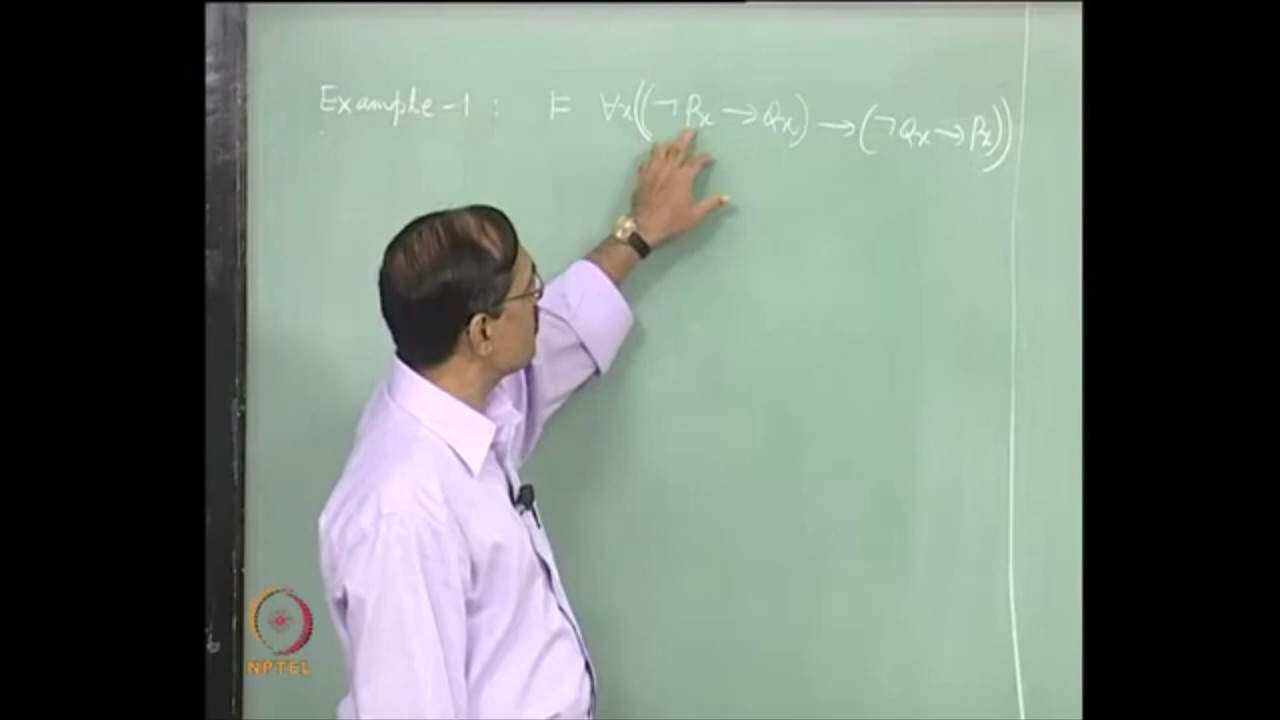 Example-1 : ⊨ ∀x((¬Px → Qx) → (¬Qx → Px))
NPTEL